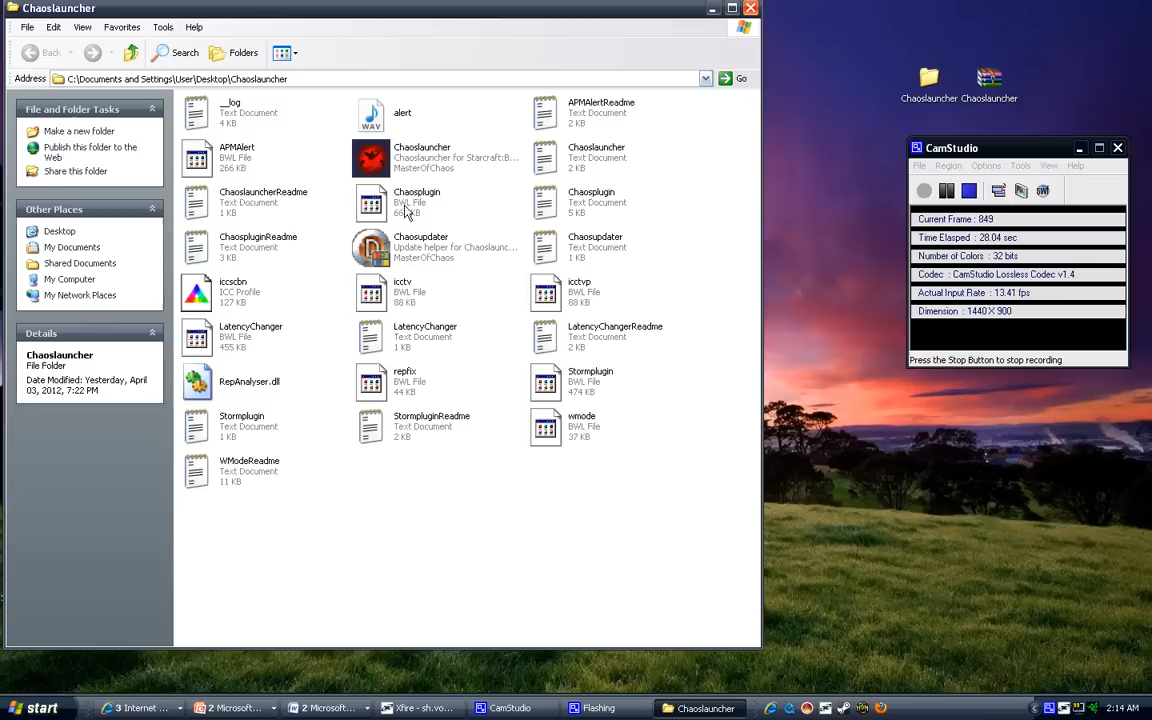 Chaoslauncher
File Edit View Favorites Tools Help
Back Search Folders
Address C:\Documents and Settings\User\Desktop\Chaoslauncher Go
File and Folder Tasks
Make a new folder
Publish this folder to the
Web
Share this folder
Other Places
Desktop
My Documents
Shared Documents
My Computer
My Network Places
Details
Chaoslauncher
File Folder
Date Modified: Yesterday, April
03, 2012, 7:22 PM
__log
Text Document
4 KB
alert
WAV
APMAlertReadme
Text Document
2 KB
APMAlert
BWL File
266 KB
Chaoslauncher
Chaoslauncher for Starcraft:B...
MasterOfChaos
Chaoslauncher
Text Document
2 KB
ChaoslauncherReadme
Text Document
1 KB
Chaosplugin
BWL File
Chaosplugin
Text Document
5 KB
ChaospluginReadme
Text Document
3 KB
Chaosupdater
Update helper for Chaoslaunc...
MasterOfChaos
Chaosupdater
Text Document
1 KB
iccscbn
ICC Profile
127 KB
icctv
BWL File
88 KB
icctvp
BWL File
88 KB
LatencyChanger
BWL File
455 KB
LatencyChanger
Text Document
1 KB
LatencyChangerReadme
Text Document
2 KB
RepAnalyser.dll
repfix
BWL File
44 KB
Stormplugin
BWL File
474 KB
Stormplugin
Text Document
1 KB
StormpluginReadme
Text Document
2 KB
wmode
BWL File
37 KB
WModeReadme
Text Document
11 KB
Chaoslauncher Chaoslauncher
CamStudio
File Region Options Tools View Help
SWF
Current Frame : 849
Time Elasped : 28.04 sec
Number of Colors : 32 bits
Codec : CamStudio Lossless Codec v1.4
Actual Input Rate : 13.41 fps
Dimension : 1440 X 900
Press the Stop Button to stop recording
start 3 Internet ... 2 Microsoft... 2 Microsoft... Xfire - sh.vo... CamStudio Flashing Chaoslauncher 2:14 AM